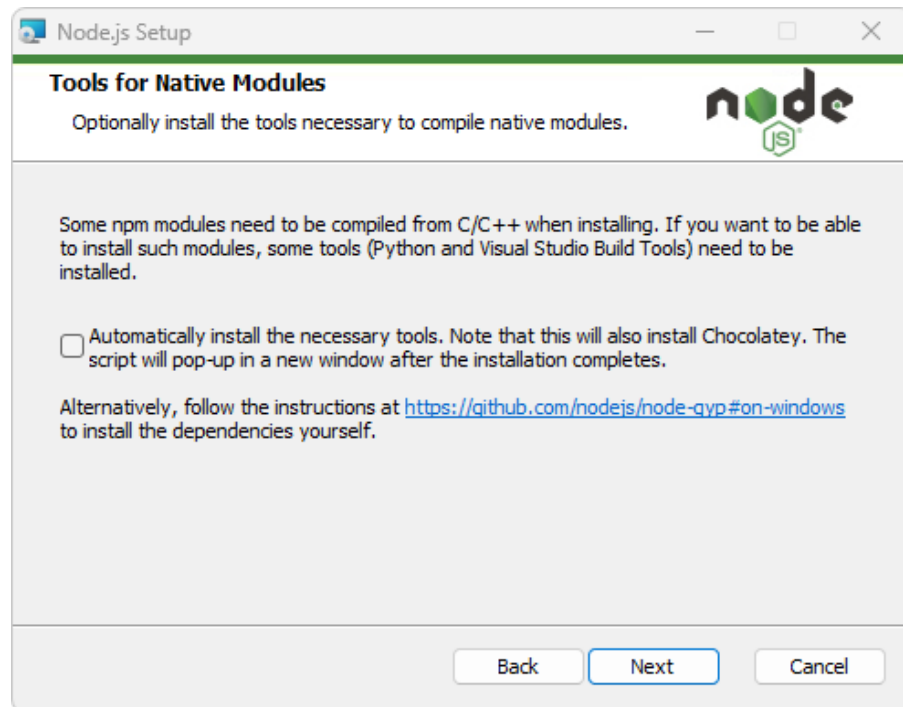 Node.js Setup
Tools for Native Modules
Optionally install the tools necessary to compile native modules.
node
JS
Some npm modules need to be compiled from C/C++ when installing. If you want to be able
to install such modules, some tools (Python and Visual Studio Build Tools) need to be
installed.
Automatically install the necessary tools. Note that this will also install Chocolatey. The
script will pop-up in a new window after the installation completes.
Alternatively, follow the instructions at https://github.com/nodejs/node-gyp#on-windows
to install the dependencies yourself.
Back Next Cancel